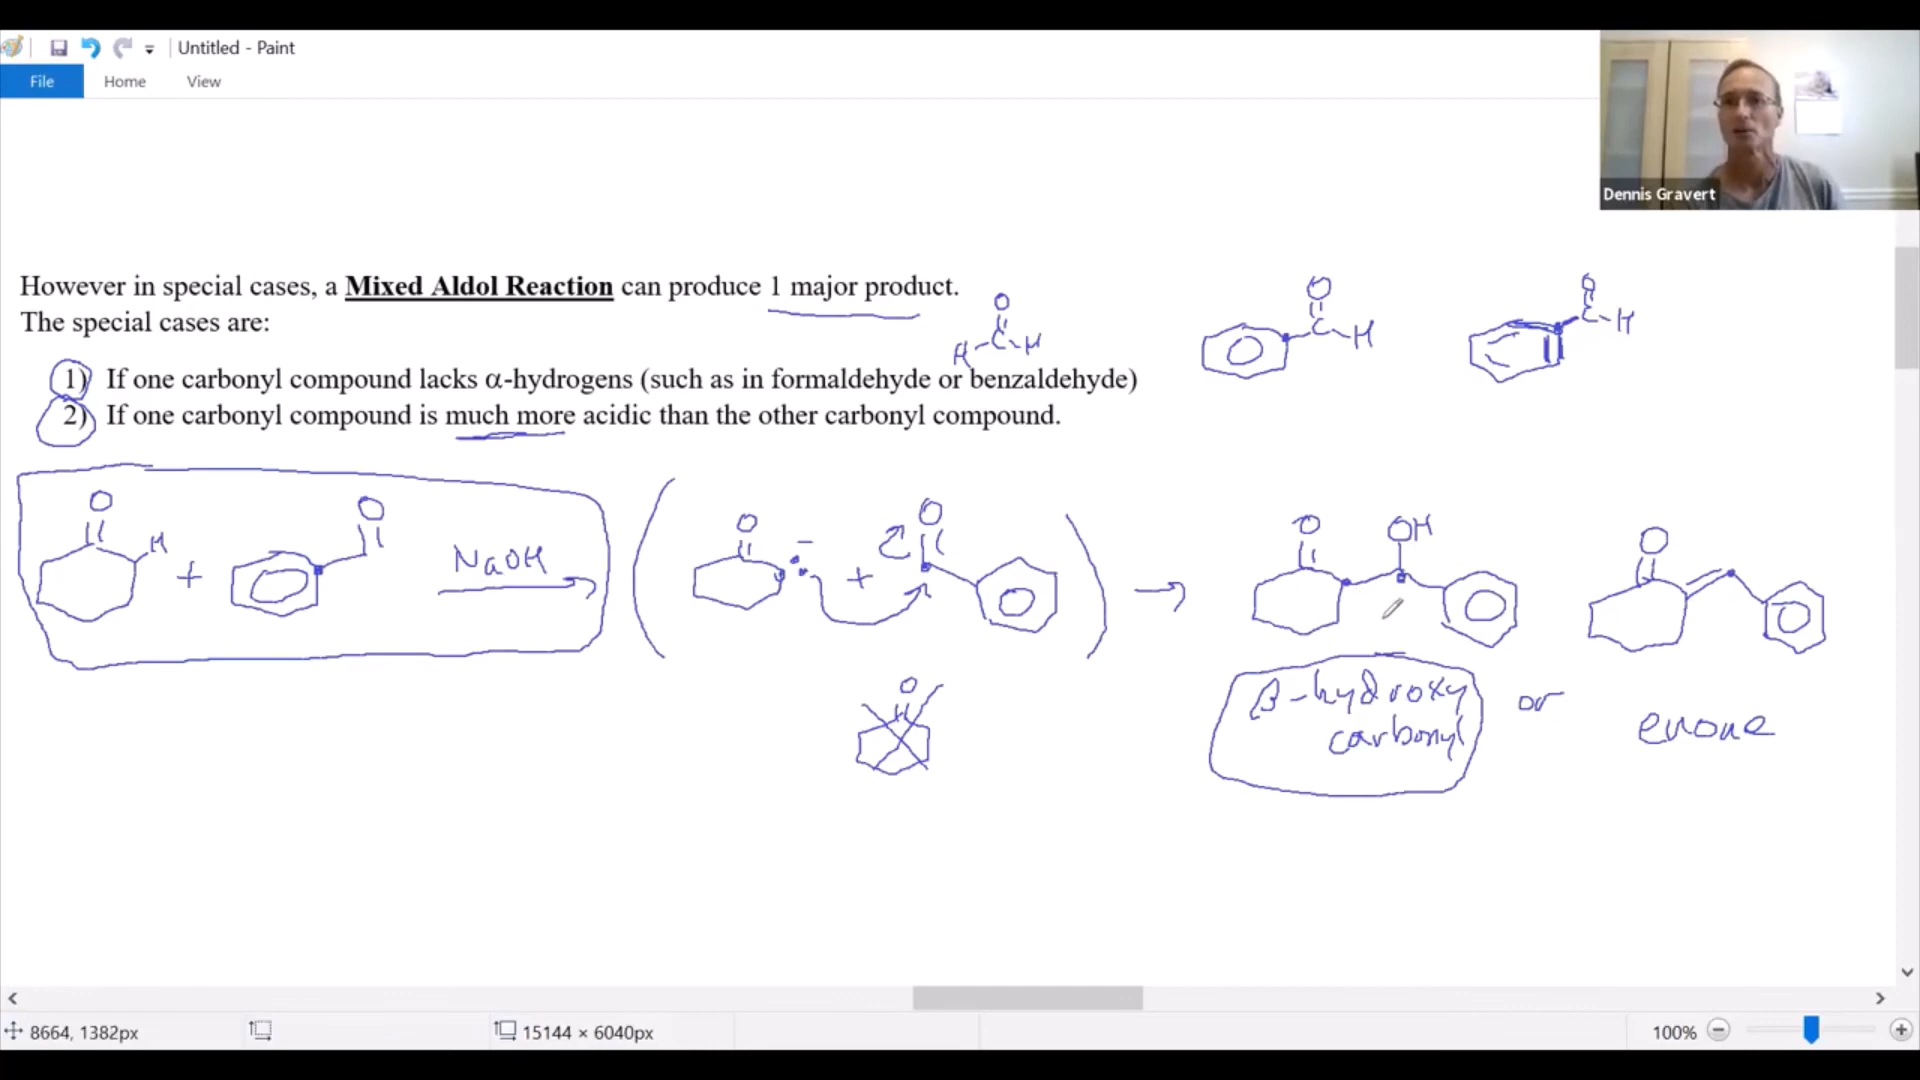 Untitled - Paint
File Home View
Dennis Gravert
However in special cases, a Mixed Aldol Reaction can produce 1 major product.
The special cases are:
O
C
H H
O
C H
O
C H
1) If one carbonyl compound lacks α-hydrogens (such as in formaldehyde or benzaldehyde)
2) If one carbonyl compound is much more acidic than the other carbonyl compound.
O H + O NaOH
O - + O
O OH
O
O
β-hydroxy
carbonyl
or
enone
8664, 1382px
15144 × 6040px
100%